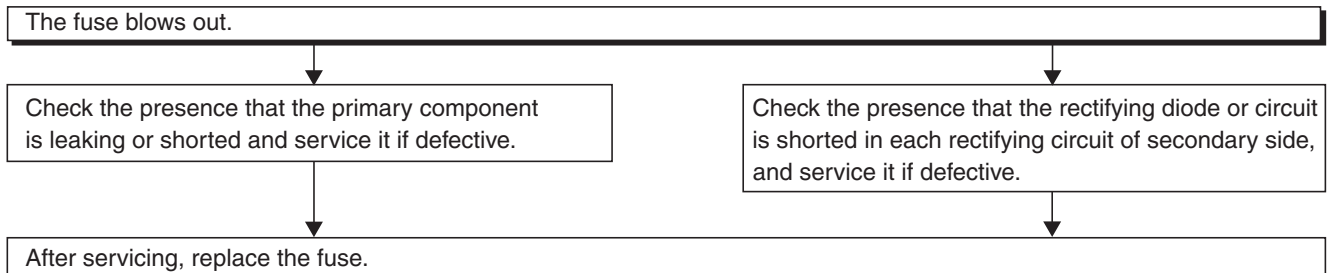 The fuse blows out.
Check the presence that the primary component
is leaking or shorted and service it if defective.
Check the presence that the rectifying diode or circuit
is shorted in each rectifying circuit of secondary side,
and service it if defective.
After servicing, replace the fuse.